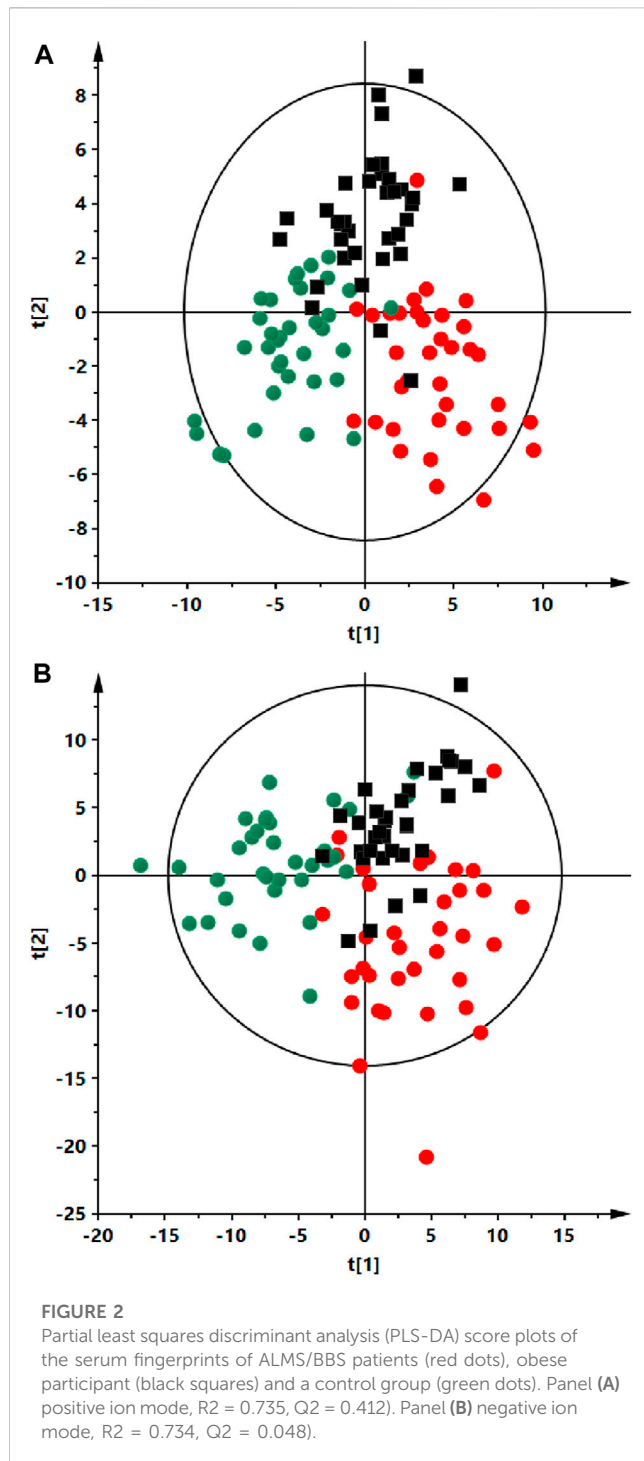 A
8
6
4
2
0
-2
-4
-6
-8
-10
t[2]
-15 -10 -5 0 5 10
t[1]
B
10
5
0
-5
-10
-15
-20
-25
t[2]
-20 -15 -10 -5 0 5 10 15
t[1]
FIGURE 2
Partial least squares discriminant analysis (PLS-DA) score plots of
the serum fingerprints of ALMS/BBS patients (red dots), obese
participant (black squares) and a control group (green dots). Panel (A)
positive ion mode, R2 = 0.735, Q2 = 0.412). Panel (B) negative ion
mode, R2 = 0.734, Q2 = 0.048).